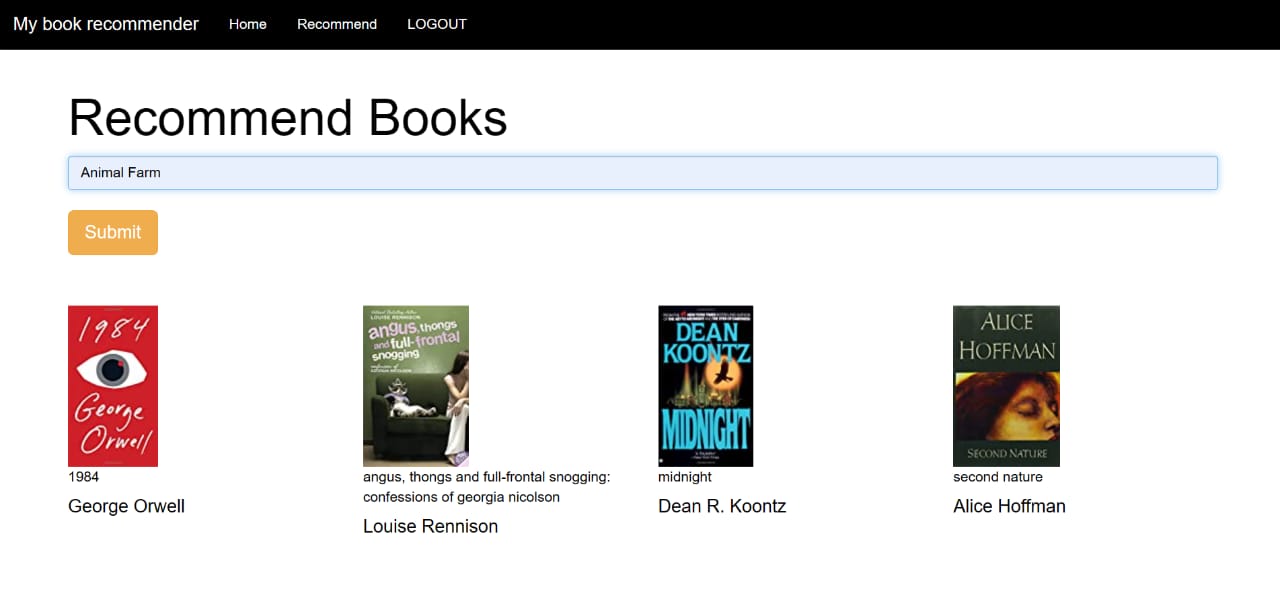 My book recommender Home Recommend LOGOUT
Recommend Books
Animal Farm
Submit
1984
George
Orwell
LOUISE RENNISON
angus, thongs
and full-frontal
snogging
DEAN
KOONTZ
MIDNIGHT
ALICE
HOFFMAN
SECOND NATURE
1984
George Orwell
angus, thongs and full-frontal snogging:
confessions of georgia nicolson
Louise Rennison
midnight
Dean R. Koontz
second nature
Alice Hoffman